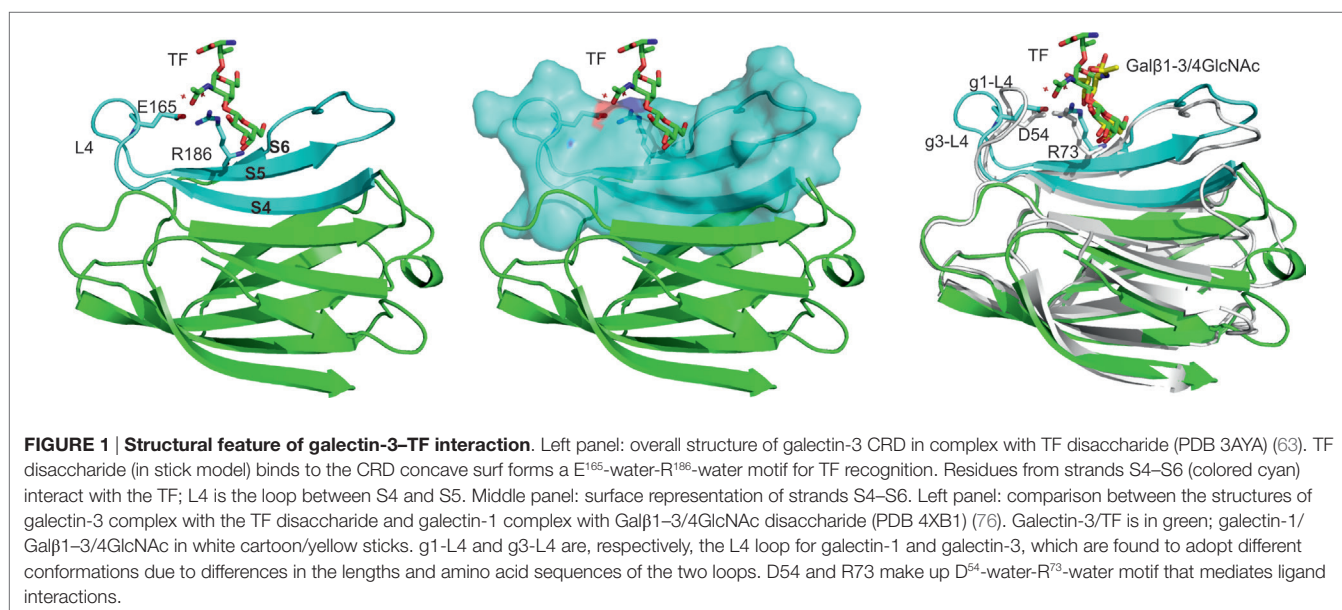 TF
E165
L4
R186
S6
S5
S4
TF
Galβ1-3/4GlcNAc
g1-L4
g3-L4
D54
R73
FIGURE 1 | Structural feature of galectin-3–TF interaction. Left panel: overall structure of galectin-3 CRD in complex with TF disaccharide (PDB 3AYA) (63). TF
disaccharide (in stick model) binds to the CRD concave surf forms a E¹⁶⁵-water-R¹⁸⁶-water motif for TF recognition. Residues from strands S4–S6 (colored cyan)
interact with the TF; L4 is the loop between S4 and S5. Middle panel: surface representation of strands S4–S6. Left panel: comparison between the structures of
galectin-3 complex with the TF disaccharide and galectin-1 complex with Galβ1–3/4GlcNAc disaccharide (PDB 4XB1) (76). Galectin-3/TF is in green; galectin-1/
Galβ1–3/4GlcNAc in white cartoon/yellow sticks. g1-L4 and g3-L4 are, respectively, the L4 loop for galectin-1 and galectin-3, which are found to adopt different
conformations due to differences in the lengths and amino acid sequences of the two loops. D54 and R73 make up D⁵⁴-water-R⁷³-water motif that mediates ligand
interactions.
TF